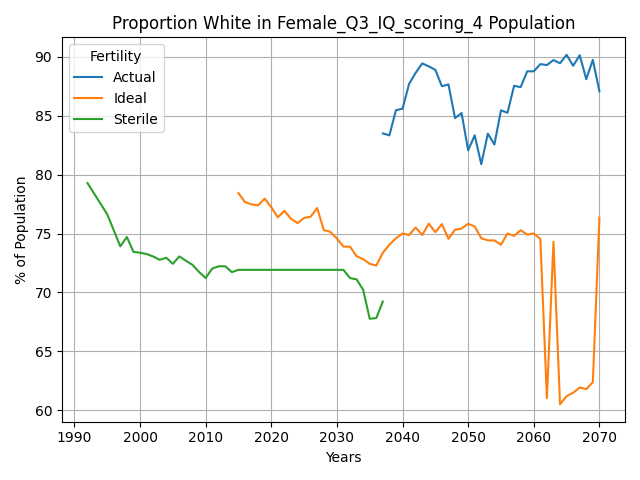 Proportion White in Female_Q3_IQ_scoring_4 Population
Fertility
Actual
Ideal
Sterile
% of Population
90
85
80
75
70
65
60
1990 2000 2010 2020 2030 2040 2050 2060 2070
Years